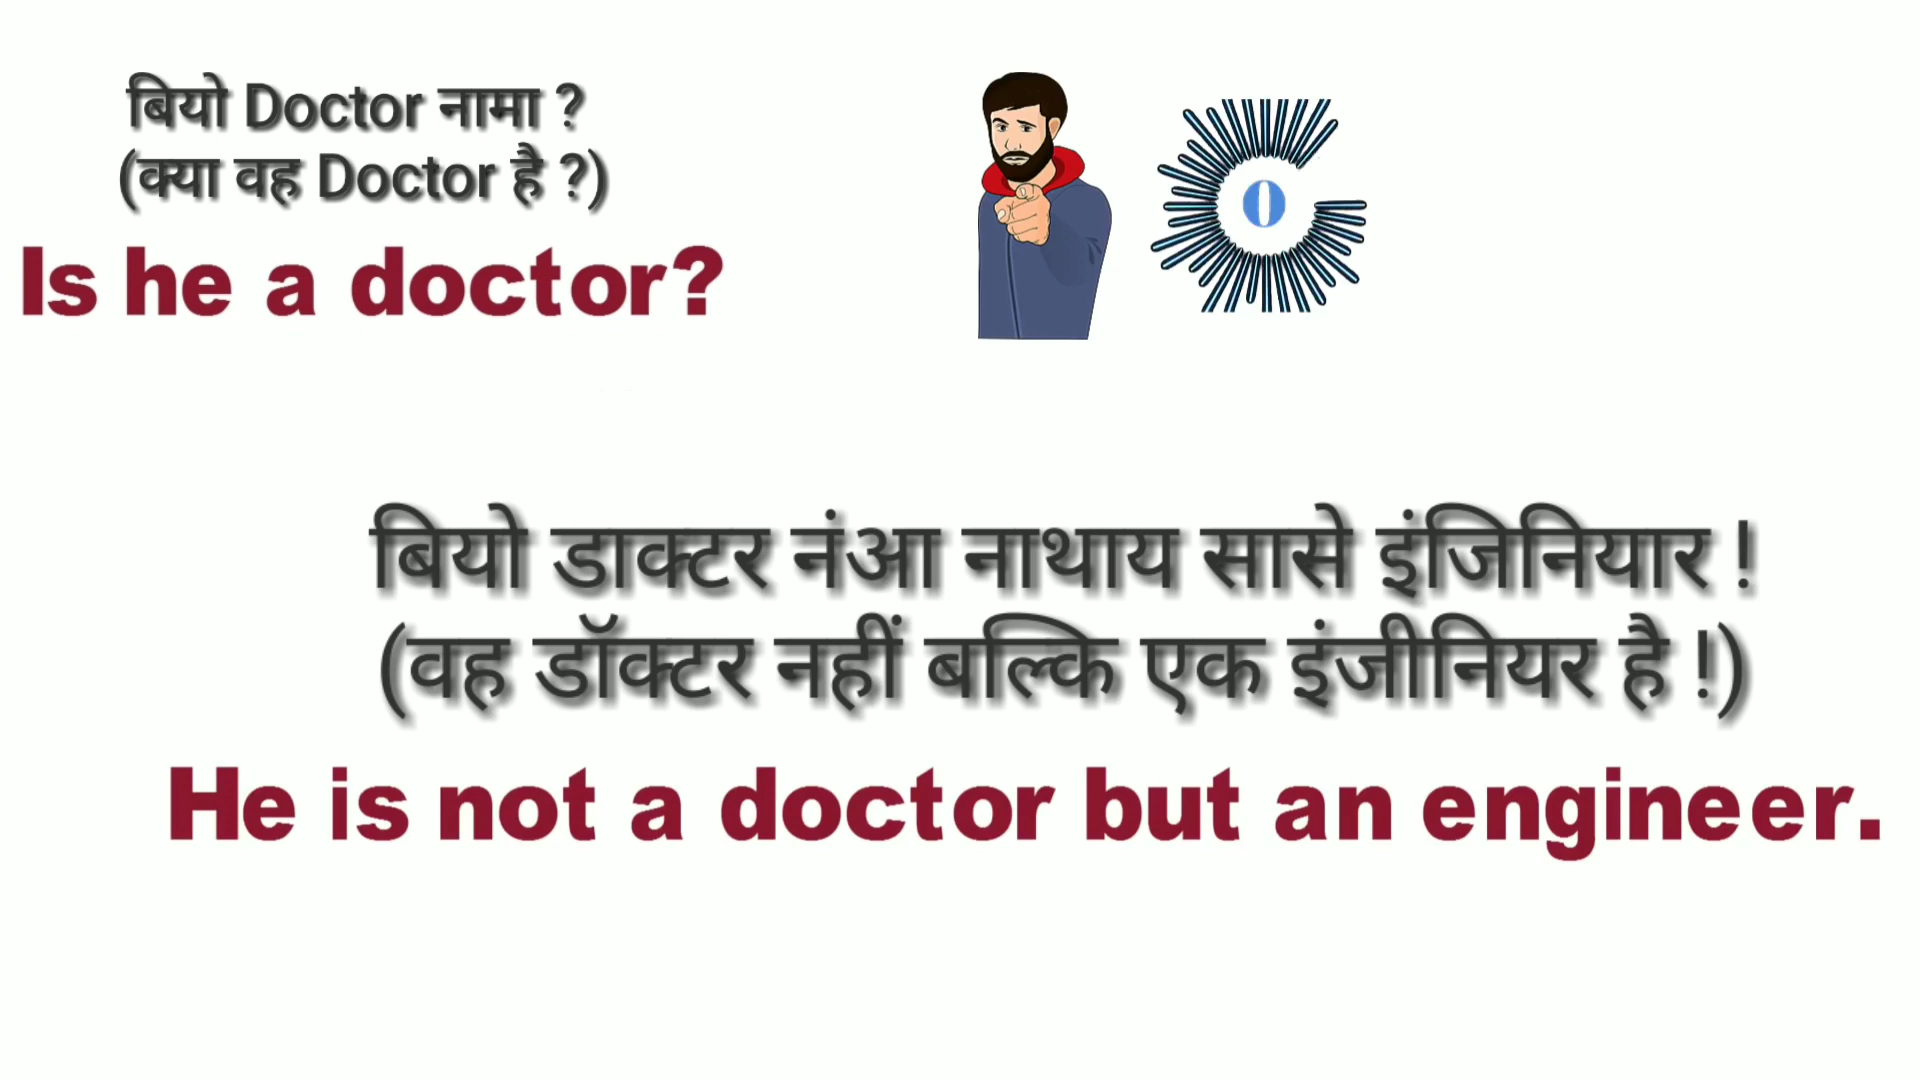 बियो Doctor नामा ?
(क्या वह Doctor है ?)
Is he a doctor?
बियो डाक्टर नंआ नाथाय सासे इंजिनियार !
(वह डॉक्टर नहीं बल्कि एक इंजीनियर है !)
He is not a doctor but an engineer.